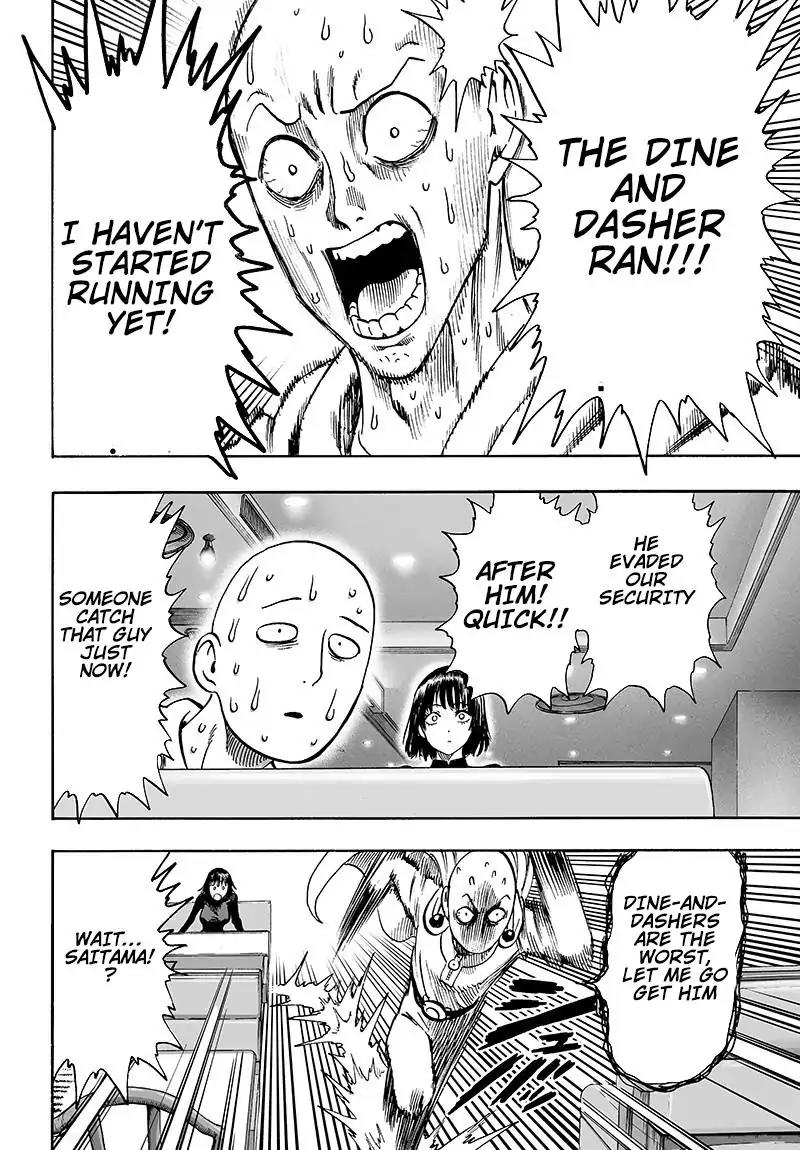 THE DINE
AND
DASHER
RAN!!!
I HAVEN'T
STARTED
RUNNING
YET!
HE
EVADED
OUR
SECURITY
AFTER
HIM!
QUICK!!
SOMEONE
CATCH
THAT GUY
JUST
NOW!
DINE-AND-
DASHERS
ARE THE
WORST,
LET ME GO
GET HIM
WAIT...
SAITAMA!
?